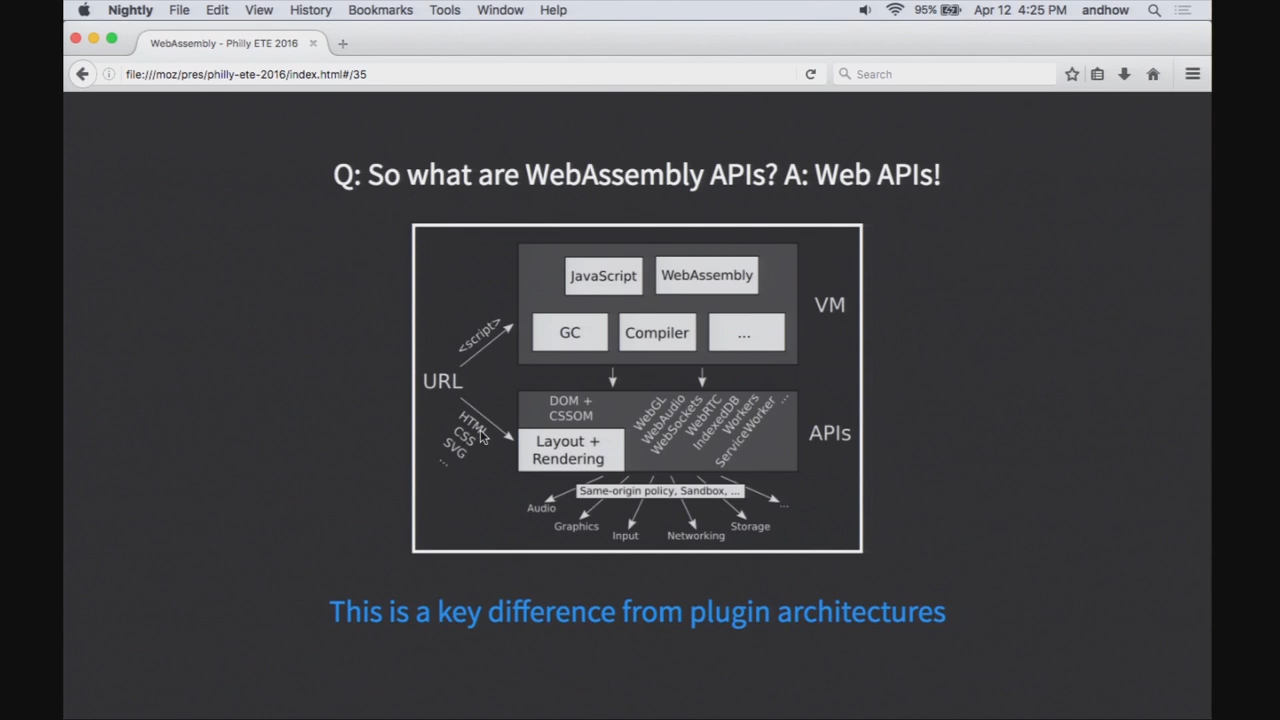 Nightly File Edit View History Bookmarks Tools Window Help 95% Apr 12 4:25 PM andhow
WebAssembly - Philly ETE 2016
file:///moz/pres/philly-ete-2016/index.html#/35
Search
Q: So what are WebAssembly APIs? A: Web APIs!
JavaScript
WebAssembly
VM
<script>
GC
Compiler
...
URL
DOM +
CSSOM
WebGL
WebAudio
WebSockets
WebRTC
IndexedDB
Workers
ServiceWorker
...
HTML
CSS
SVG
...
Layout +
Rendering
APIs
Same-origin policy, Sandbox, ...
Audio
Graphics
Input
Networking
Storage
...
This is a key difference from plugin architectures